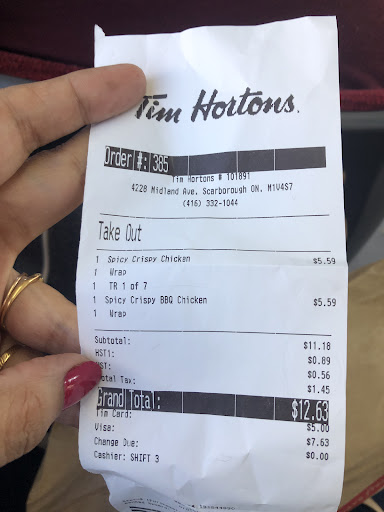 Tim Hortons.
Order #: 385
Tim Hortons # 101891
4228 Midland Ave, Scarborough ON, M1V4S7
(416) 332-1044
Take Out
1 Spicy Crispy Chicken $5.59
1 Wrap
1 TR 1 of 7
1 Spicy Crispy BBQ Chicken $5.59
1 Wrap
Subtotal: $11.18
HST1: $0.89
ST: $0.56
otal Tax: $1.45
Grand Total: $12.63
Tim Card: $5.00
Visa: $7.63
Change Due: $0.00
Cashier: SHIFT 3